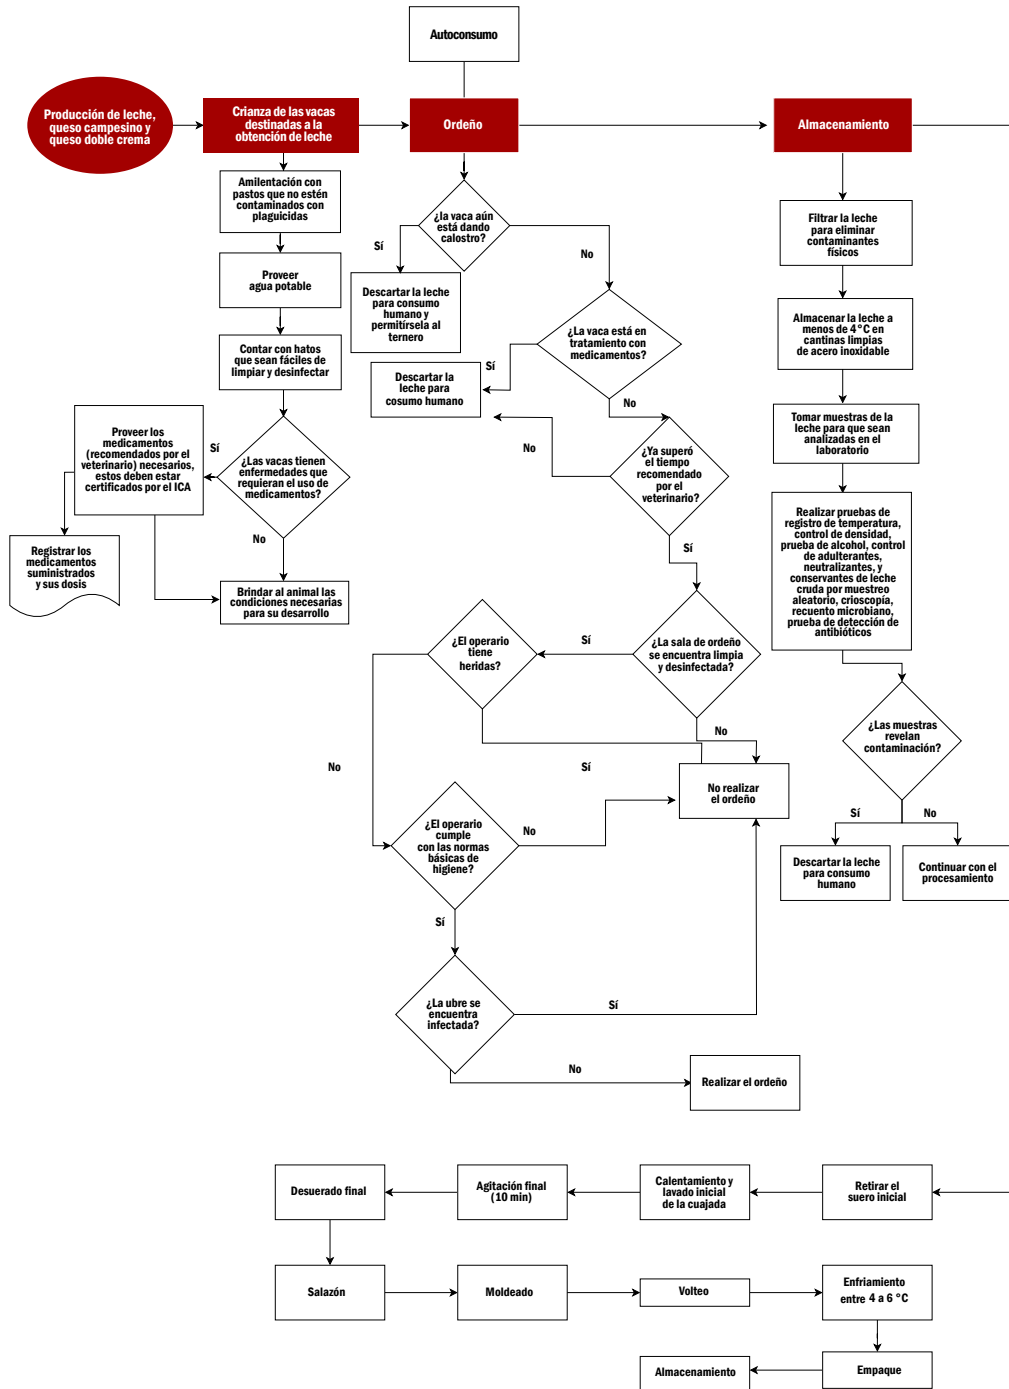 Autoconsumo
Producción de leche,
queso campesino y
queso doble crema
Crianza de las vacas
destinadas a la
obtención de leche
Ordeño
Almacenamiento
Amilentación con
pastos que no estén
contaminados con
plaguicidas
Proveer
agua potable
Contar con hatos
que sean fáciles de
limpiar y desinfectar
¿Las vacas tienen
enfermedades que
requieran el uso de
medicamentos?
Sí
Proveer los
medicamentos
(recomendados por el
veterinario) necesarios,
estos deben estar
certificados por el ICA
Registrar los
medicamentos
suministrados
y sus dosis
No
Brindar al animal las
condiciones necesarias
para su desarrollo
¿la vaca aún
está dando
calostro?
Sí
No
Descartar la leche
para consumo
humano y
permitírsela al
ternero
¿La vaca está en
tratamiento con
medicamentos?
Sí
Descartar la
leche para
cosumo humano
No
No
¿Ya superó
el tiempo
recomendado
por el
veterinario?
Sí
¿La sala de ordeño
se encuentra limpia
y desinfectada?
Sí
No
¿El operario
tiene
heridas?
No
Sí
No realizar
el ordeño
¿El operario
cumple
con las normas
básicas de
higiene?
No
Sí
¿La ubre se
encuentra
infectada?
Sí
No
Realizar el ordeño
Filtrar la leche
para eliminar
contaminantes
físicos
Almacenar la leche a
menos de 4°C en
cantinas limpias
de acero inoxidable
Tomar muestras de la
leche para que sean
analizadas en el
laboratorio
Realizar pruebas de
registro de temperatura,
control de densidad,
prueba de alcohol, control
de adulterantes,
neutralizantes, y
conservantes de leche
cruda por muestreo
aleatorio, crioscopía,
recuento microbiano,
prueba de detección de
antibióticos
¿Las muestras
revelan
contaminación?
Sí
No
Descartar la leche
para consumo
humano
Continuar con el
procesamiento
Retirar el
suero inicial
Calentamiento y
lavado inicial
de la cuajada
Agitación final
(10 min)
Desuerado final
Salazón
Moldeado
Volteo
Enfriamiento
entre 4 a 6 °C
Empaque
Almacenamiento